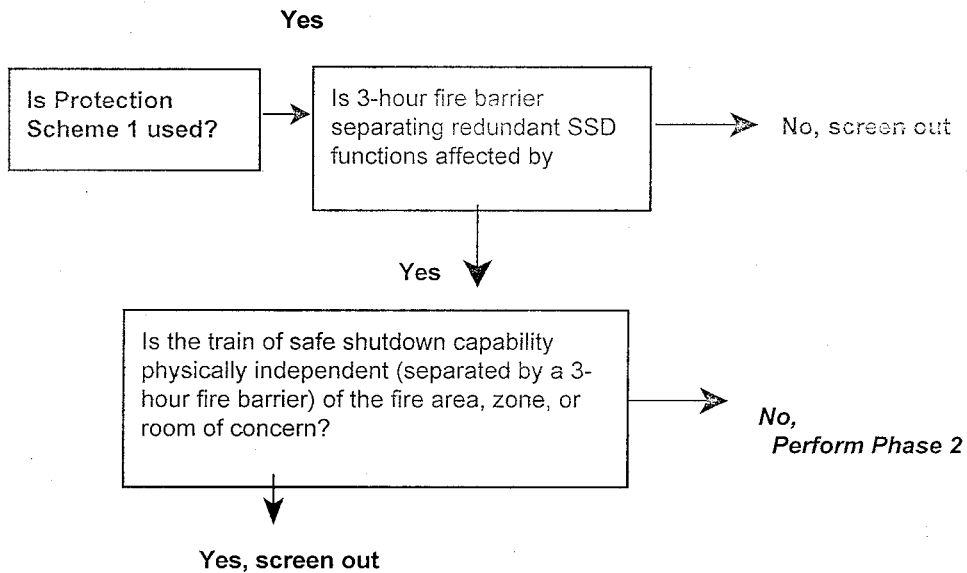 Yes
Is Protection
Scheme 1 used?
Is 3-hour fire barrier
separating redundant SSD
functions affected by
No, screen out
Yes
Is the train of safe shutdown capability
physically independent (separated by a 3-
hour fire barrier) of the fire area, zone, or
room of concern?
No,
Perform Phase 2
Yes, screen out